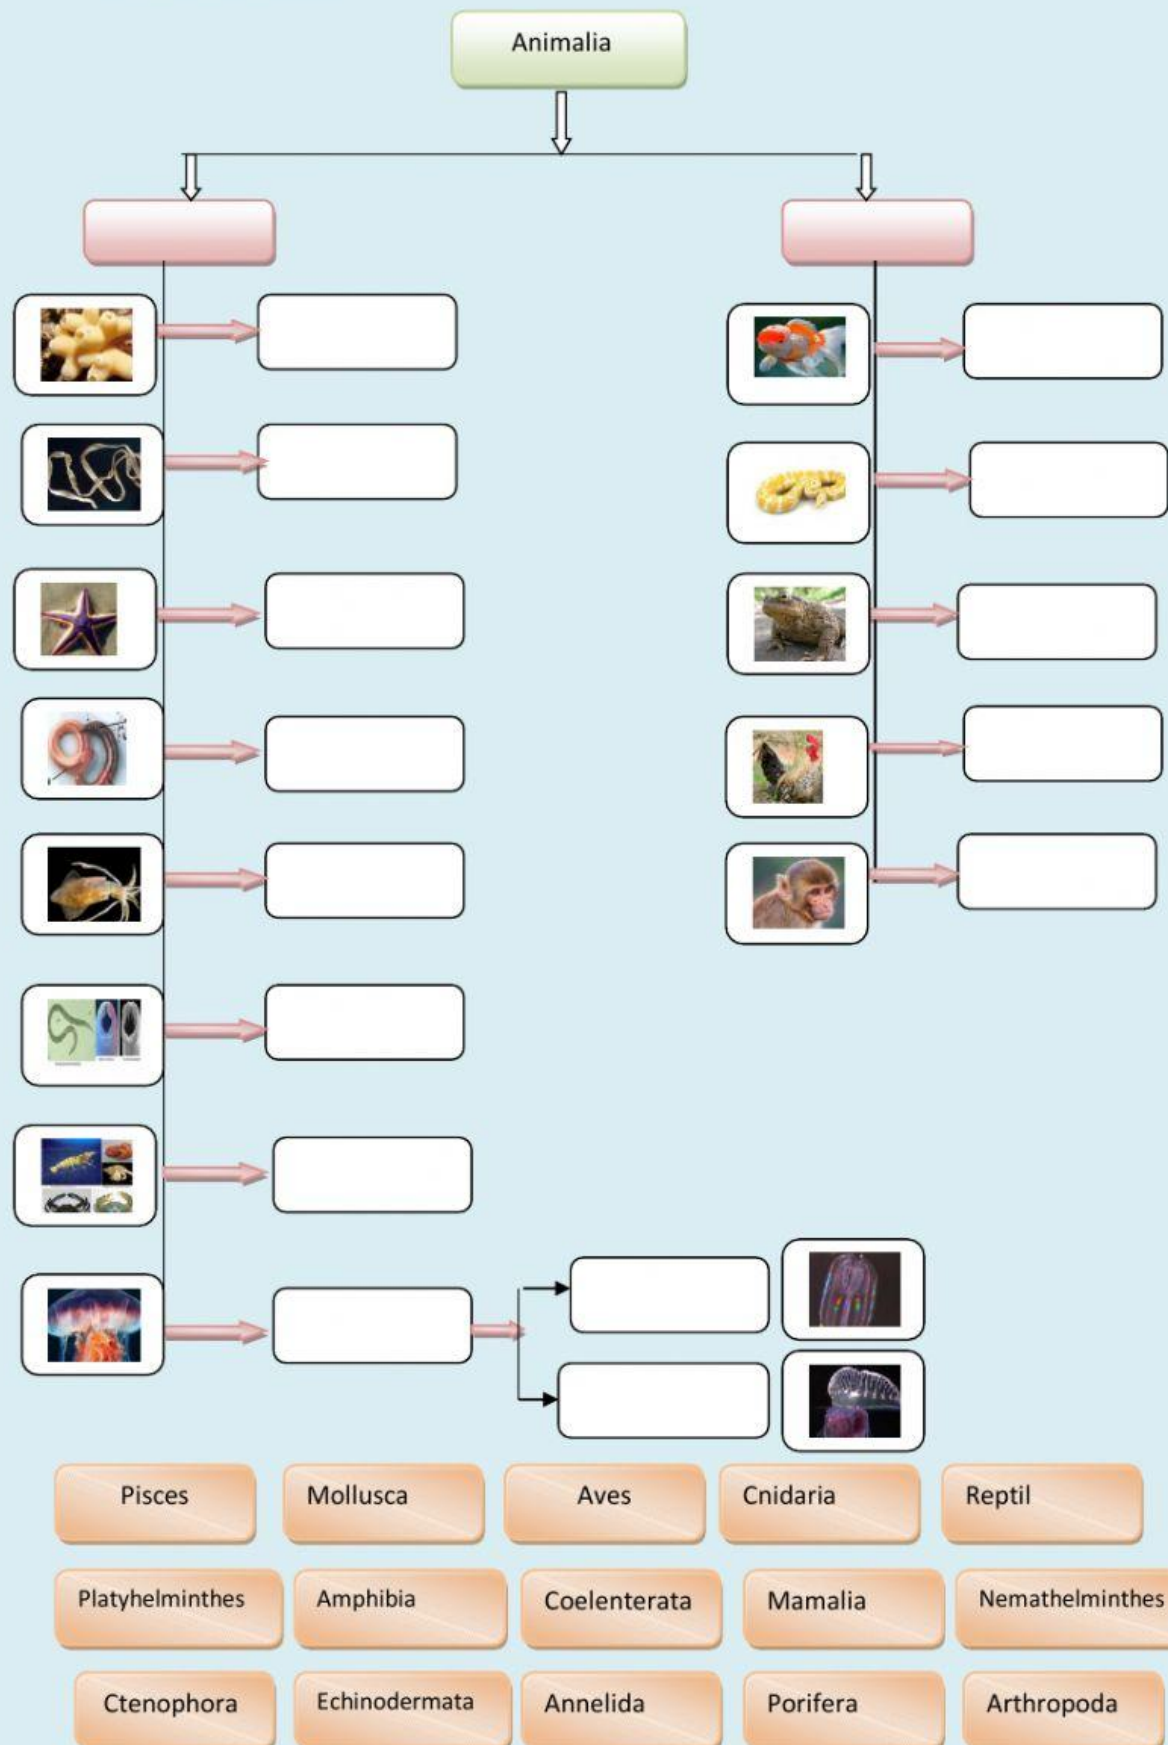 Animalia
Pisces
Mollusca
Aves
Cnidaria
Reptil
Platyhelminthes
Amphibia
Coelenterata
Mamalia
Nemathelminthes
Ctenophora
Echinodermata
Annelida
Porifera
Arthropoda